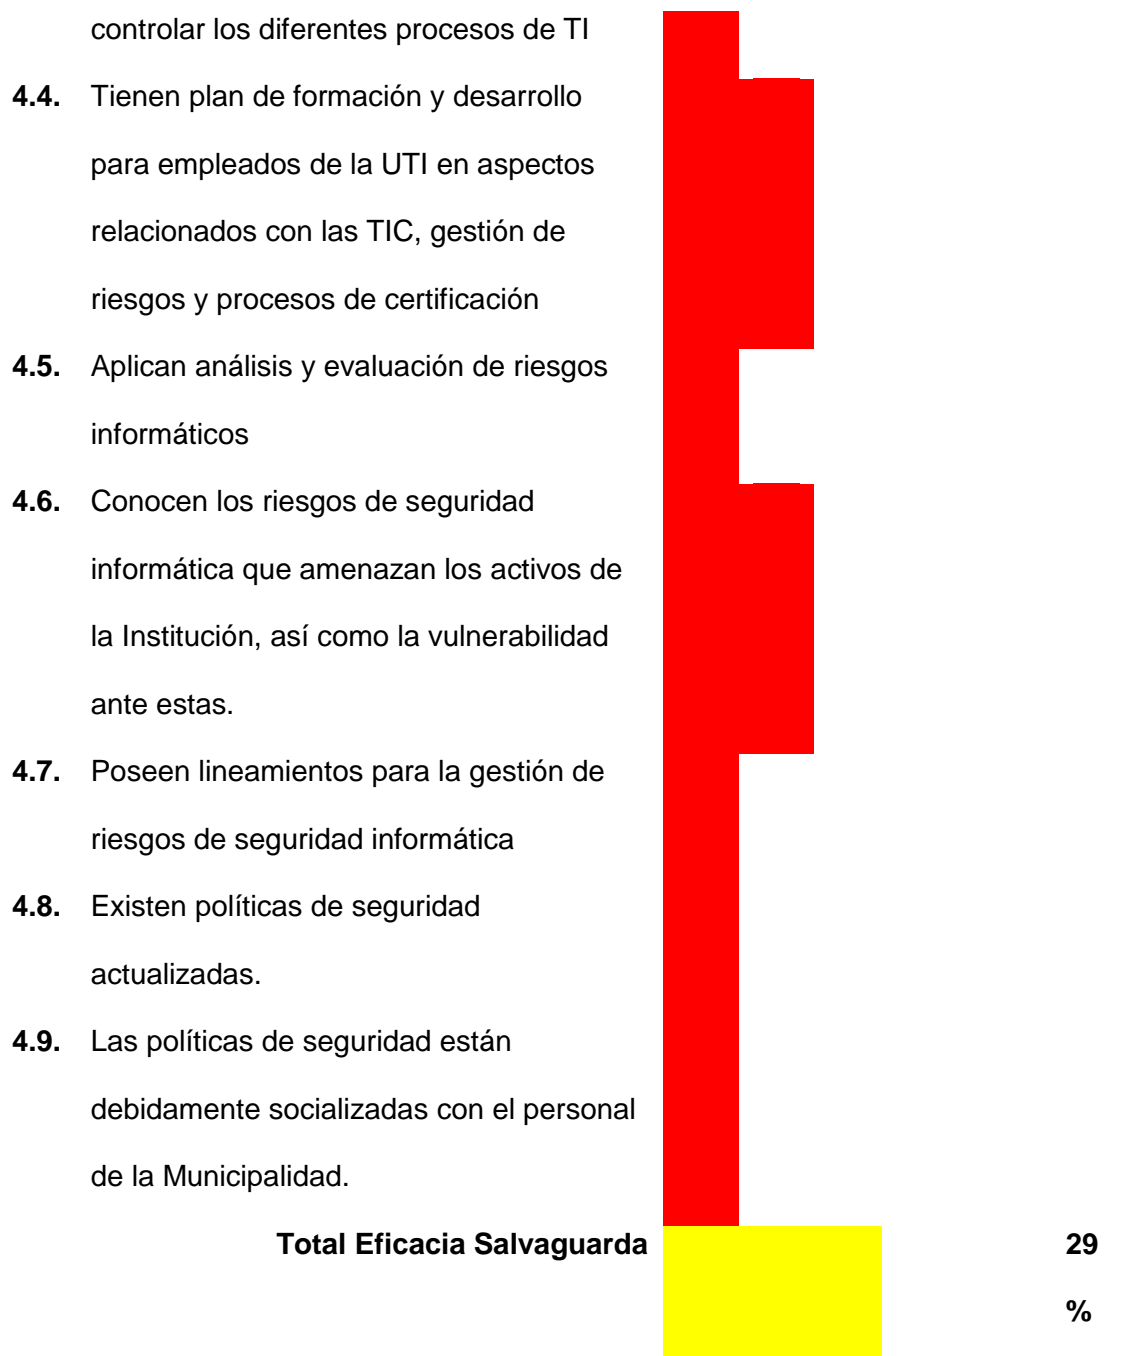 controlar los diferentes procesos de TI
4.4. Tienen plan de formación y desarrollo
para empleados de la UTI en aspectos
relacionados con las TIC, gestión de
riesgos y procesos de certificación
4.5. Aplican análisis y evaluación de riesgos
informáticos
4.6. Conocen los riesgos de seguridad
informática que amenazan los activos de
la Institución, así como la vulnerabilidad
ante estas.
4.7. Poseen lineamientos para la gestión de
riesgos de seguridad informática
4.8. Existen políticas de seguridad
actualizadas.
4.9. Las políticas de seguridad están
debidamente socializadas con el personal
de la Municipalidad.
Total Eficacia Salvaguarda 29
%